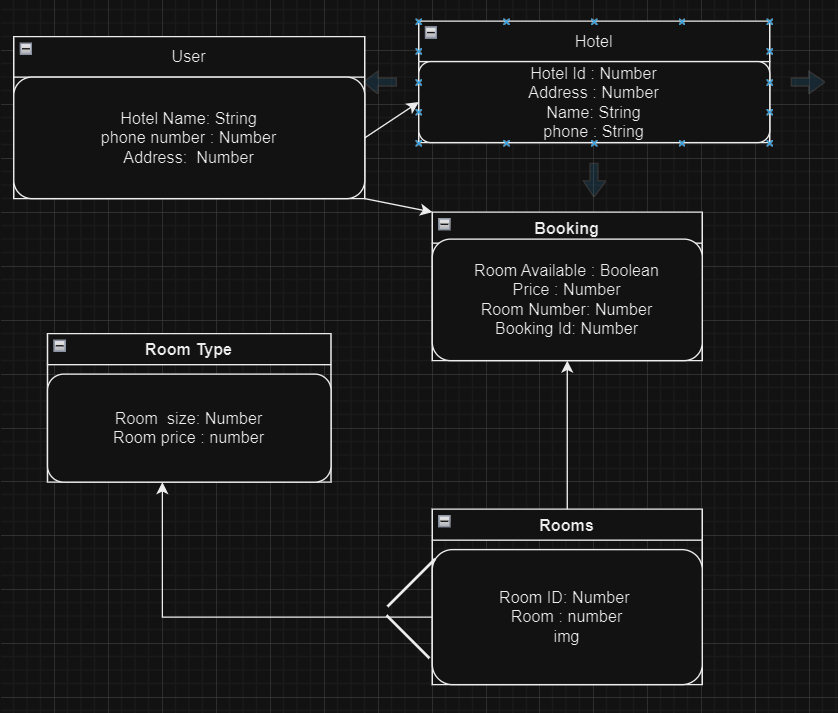 User
Hotel Name: String
phone number : Number
Address:  Number
Hotel
Hotel Id : Number
Address : Number
Name: String
phone : String
Booking
Room Available : Boolean
Price : Number
Room Number: Number
Booking Id: Number
Room Type
Room  size: Number
Room price : number
Rooms
Room ID: Number
Room : number
img